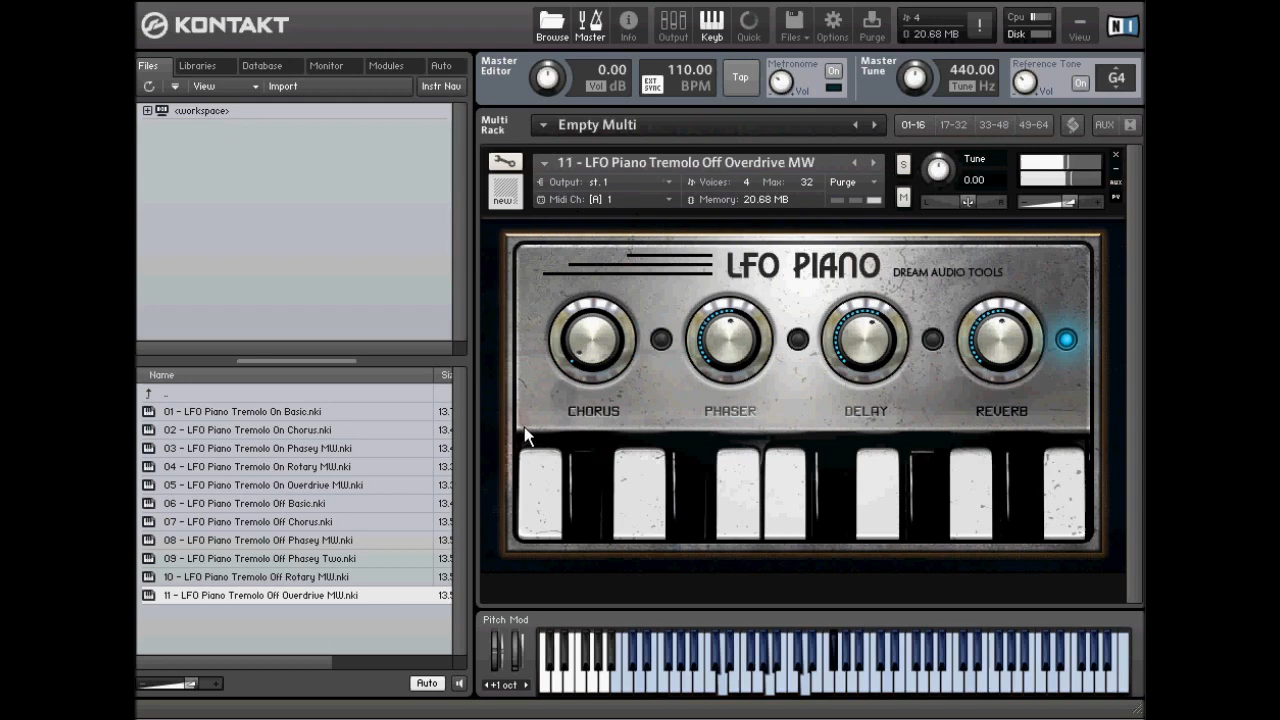 KONTAKT
Browse Master Info Output Keyb Quick Files Options Purge
4
20.68 MB
!
Cpu
Disk
View
NI
Files Libraries Database Monitor Modules Auto
View Import Instr Nav
<workspace>
Master Editor
0.00
Vol dB
EXT SYNC
110.00
BPM
Tap
Metronome
On
Vol
Master Tune
440.00
Tune Hz
Reference Tone
On
Vol
G4
Multi Rack
Empty Multi
01-16 17-32 33-48 49-64
AUX
11 - LFO Piano Tremolo Off Overdrive MW
Output: st. 1 Voices: 4 Max: 32 Purge
new
Midi Ch: [A] 1 Memory: 20.68 MB
S
M
Tune
0.00
L R
AUX
PV
LFO PIANO DREAM AUDIO TOOLS
CHORUS PHASER DELAY REVERB
Name
..
01 - LFO Piano Tremolo On Basic.nki
02 - LFO Piano Tremolo On Chorus.nki
03 - LFO Piano Tremolo On Phasey MW.nki
04 - LFO Piano Tremolo On Rotary MW.nki
05 - LFO Piano Tremolo On Overdrive MW.nki
06 - LFO Piano Tremolo Off Basic.nki
07 - LFO Piano Tremolo Off Chorus.nki
08 - LFO Piano Tremolo Off Phasey MW.nki
09 - LFO Piano Tremolo Off Phasey Two.nki
10 - LFO Piano Tremolo Off Rotary MW.nki
11 - LFO Piano Tremolo Off Overdrive MW.nki
Auto
Pitch Mod
+1 oct